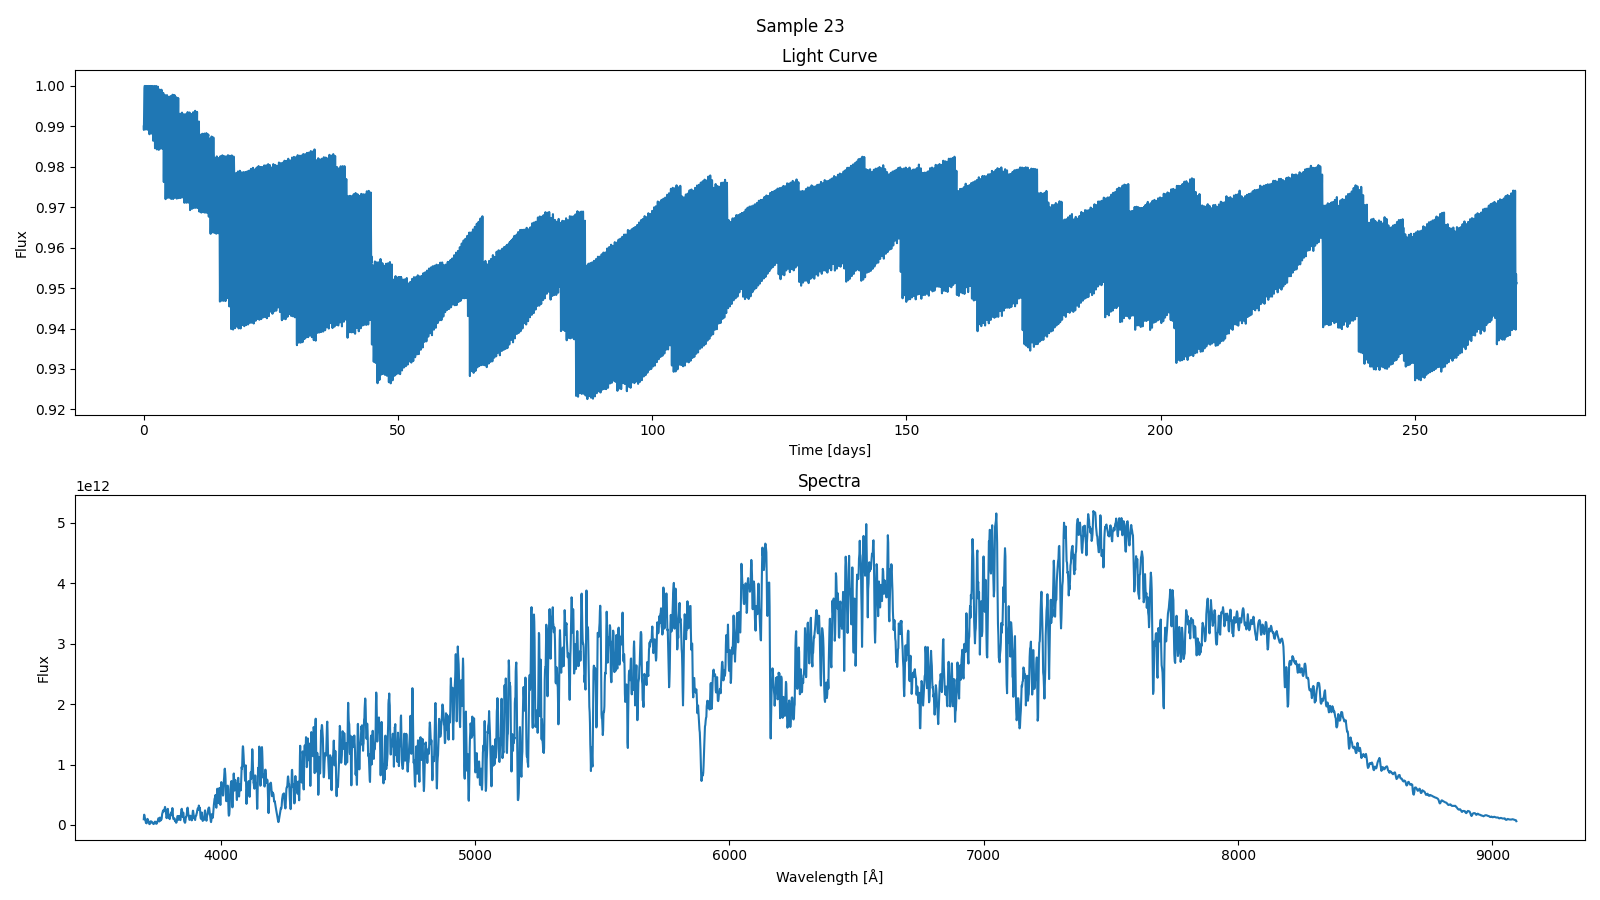 Sample 23
Light Curve
1.00
0.99
0.98
0.97
0.96
0.95
0.94
0.93
0.92
Flux
0 50 100 150 200 250
Time [days]
Spectra
1e12
5
4
3
2
1
0
Flux
4000 5000 6000 7000 8000 9000
Wavelength [Å]